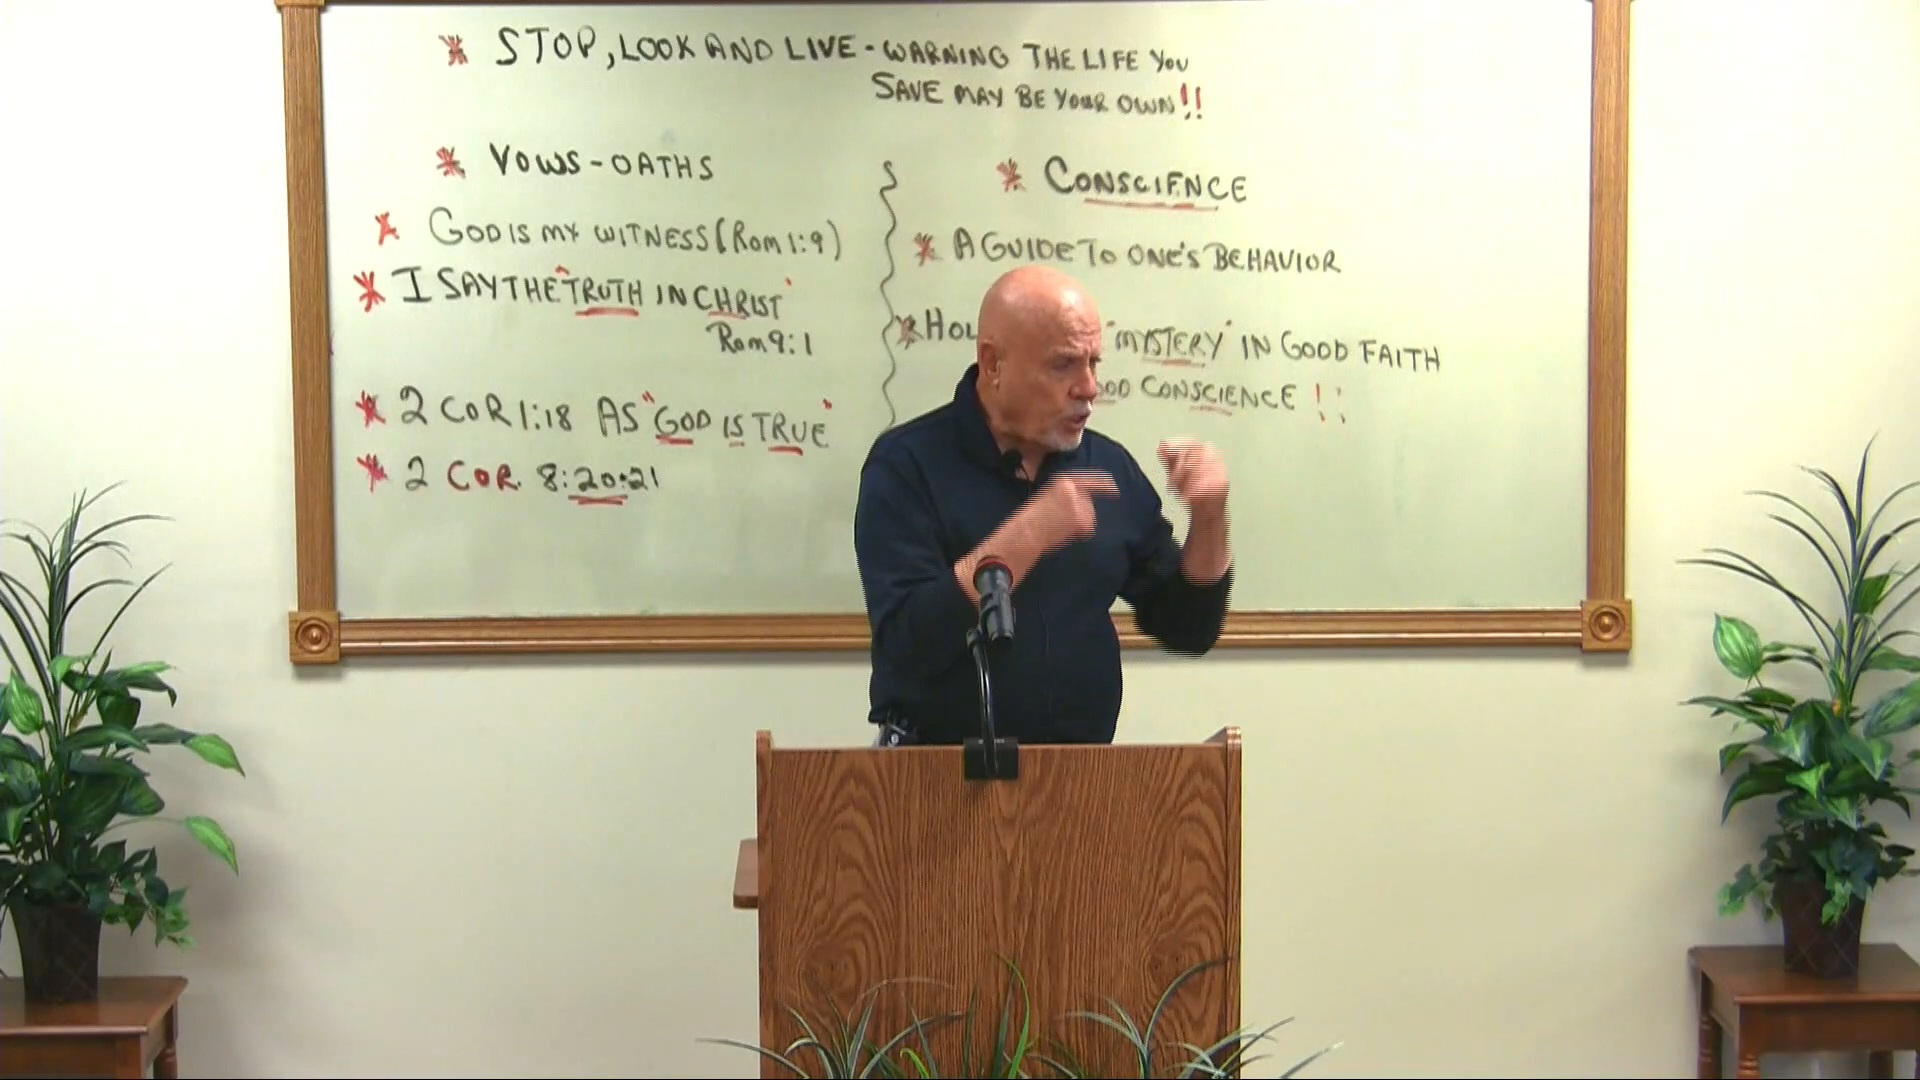 STOP, LOOK AND LIVE - WARNING THE LIFE YOU
SAVE MAY BE YOUR OWN!!
VOWS - OATHS
GOD IS MY WITNESS (Rom 1:9)
I SAY THE "TRUTH IN CHRIST"
Rom 9:1
2 COR 1:18 AS "GOD IS TRUE"
2 COR. 8:20-21
CONSCIENCE
A GUIDE TO ONE'S BEHAVIOR
"MYSTERY" IN GOOD FAITH
CONSCIENCE !!